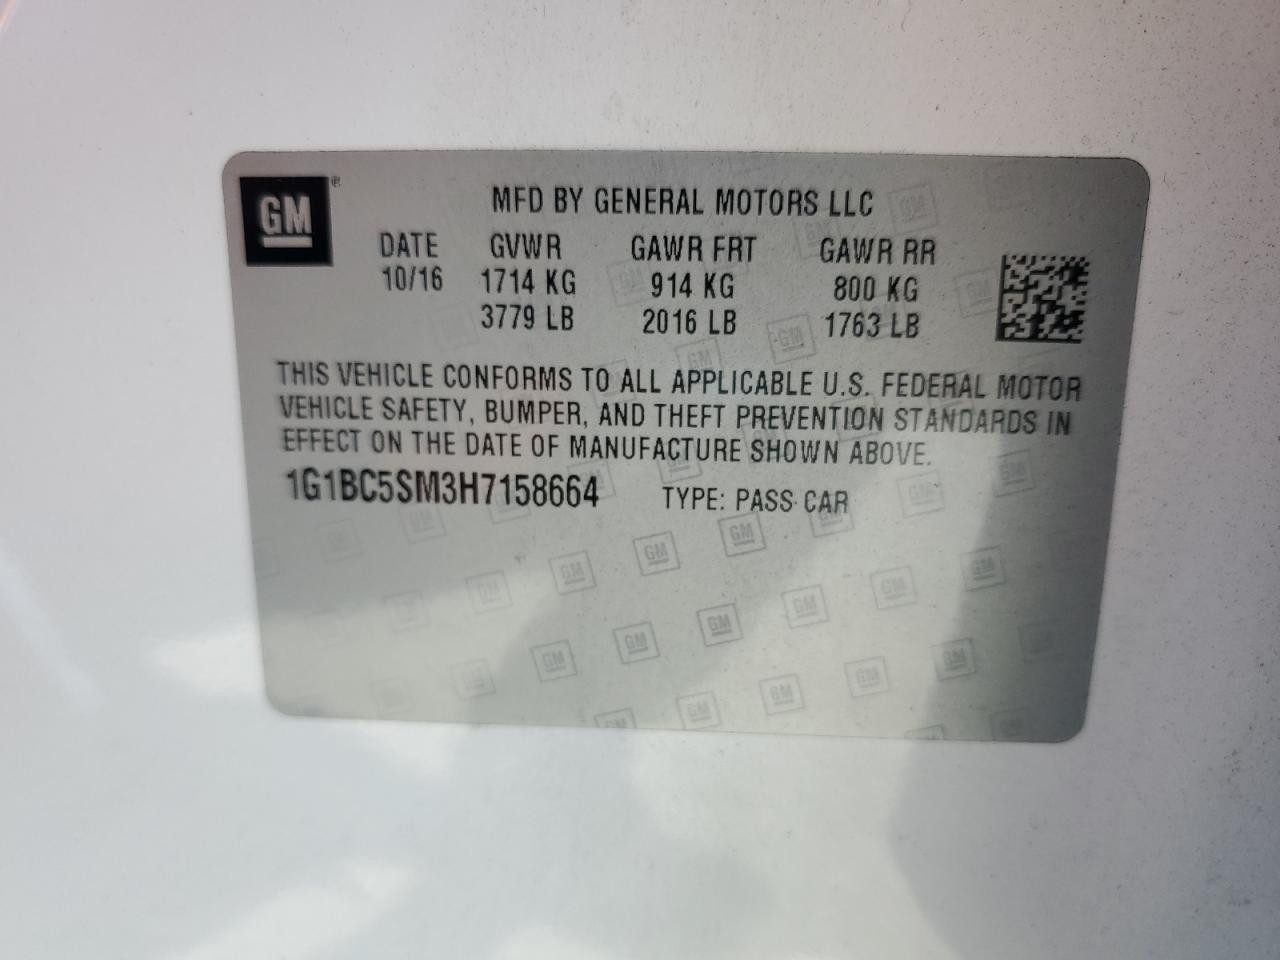 GM®
MFD BY GENERAL MOTORS LLC
DATE GVWR GAWR FRT GAWR RR
10/16 1714 KG 914 KG 800 KG
3779 LB 2016 LB 1763 LB
THIS VEHICLE CONFORMS TO ALL APPLICABLE U.S. FEDERAL MOTOR
VEHICLE SAFETY, BUMPER, AND THEFT PREVENTION STANDARDS IN
EFFECT ON THE DATE OF MANUFACTURE SHOWN ABOVE.
1G1BC5SM3H7158664 TYPE: PASS CAR